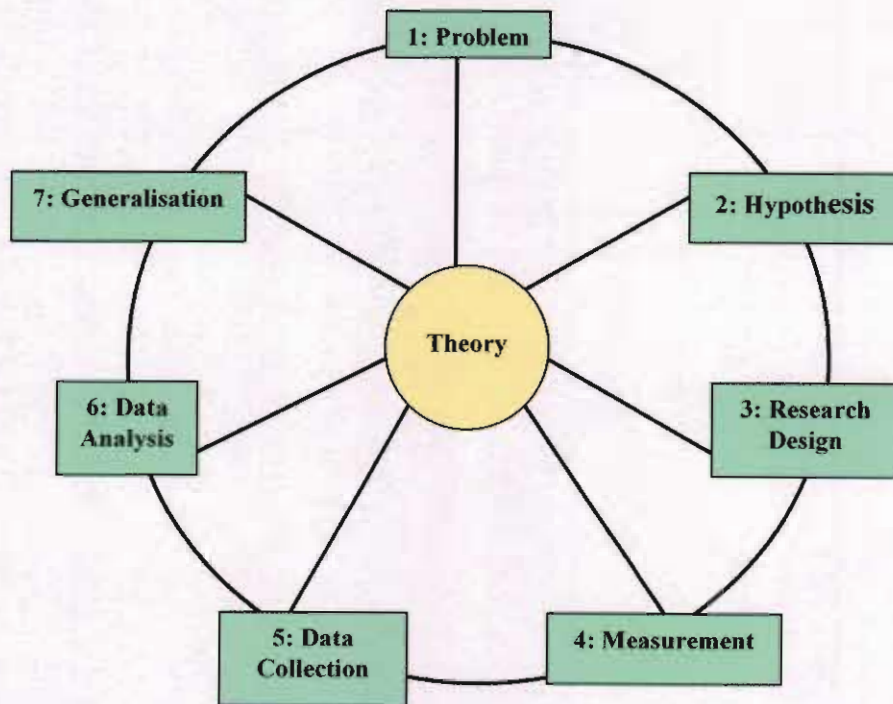 1: Problem
2: Hypothesis
3: Research
Design
4: Measurement
5: Data
Collection
6: Data
Analysis
7: Generalisation
Theory